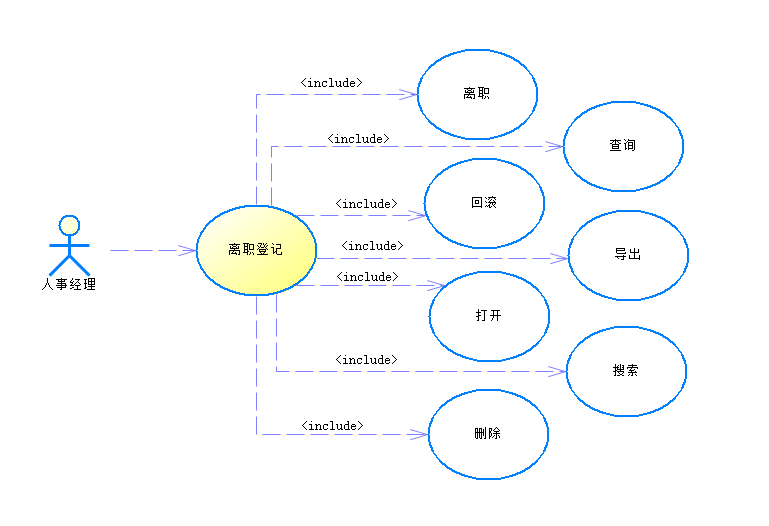 <include>
离职
<include>
查询
<include>
回滚
离职登记
<include>
导出
人事经理
<include>
打开
<include>
搜索
<include>
删除